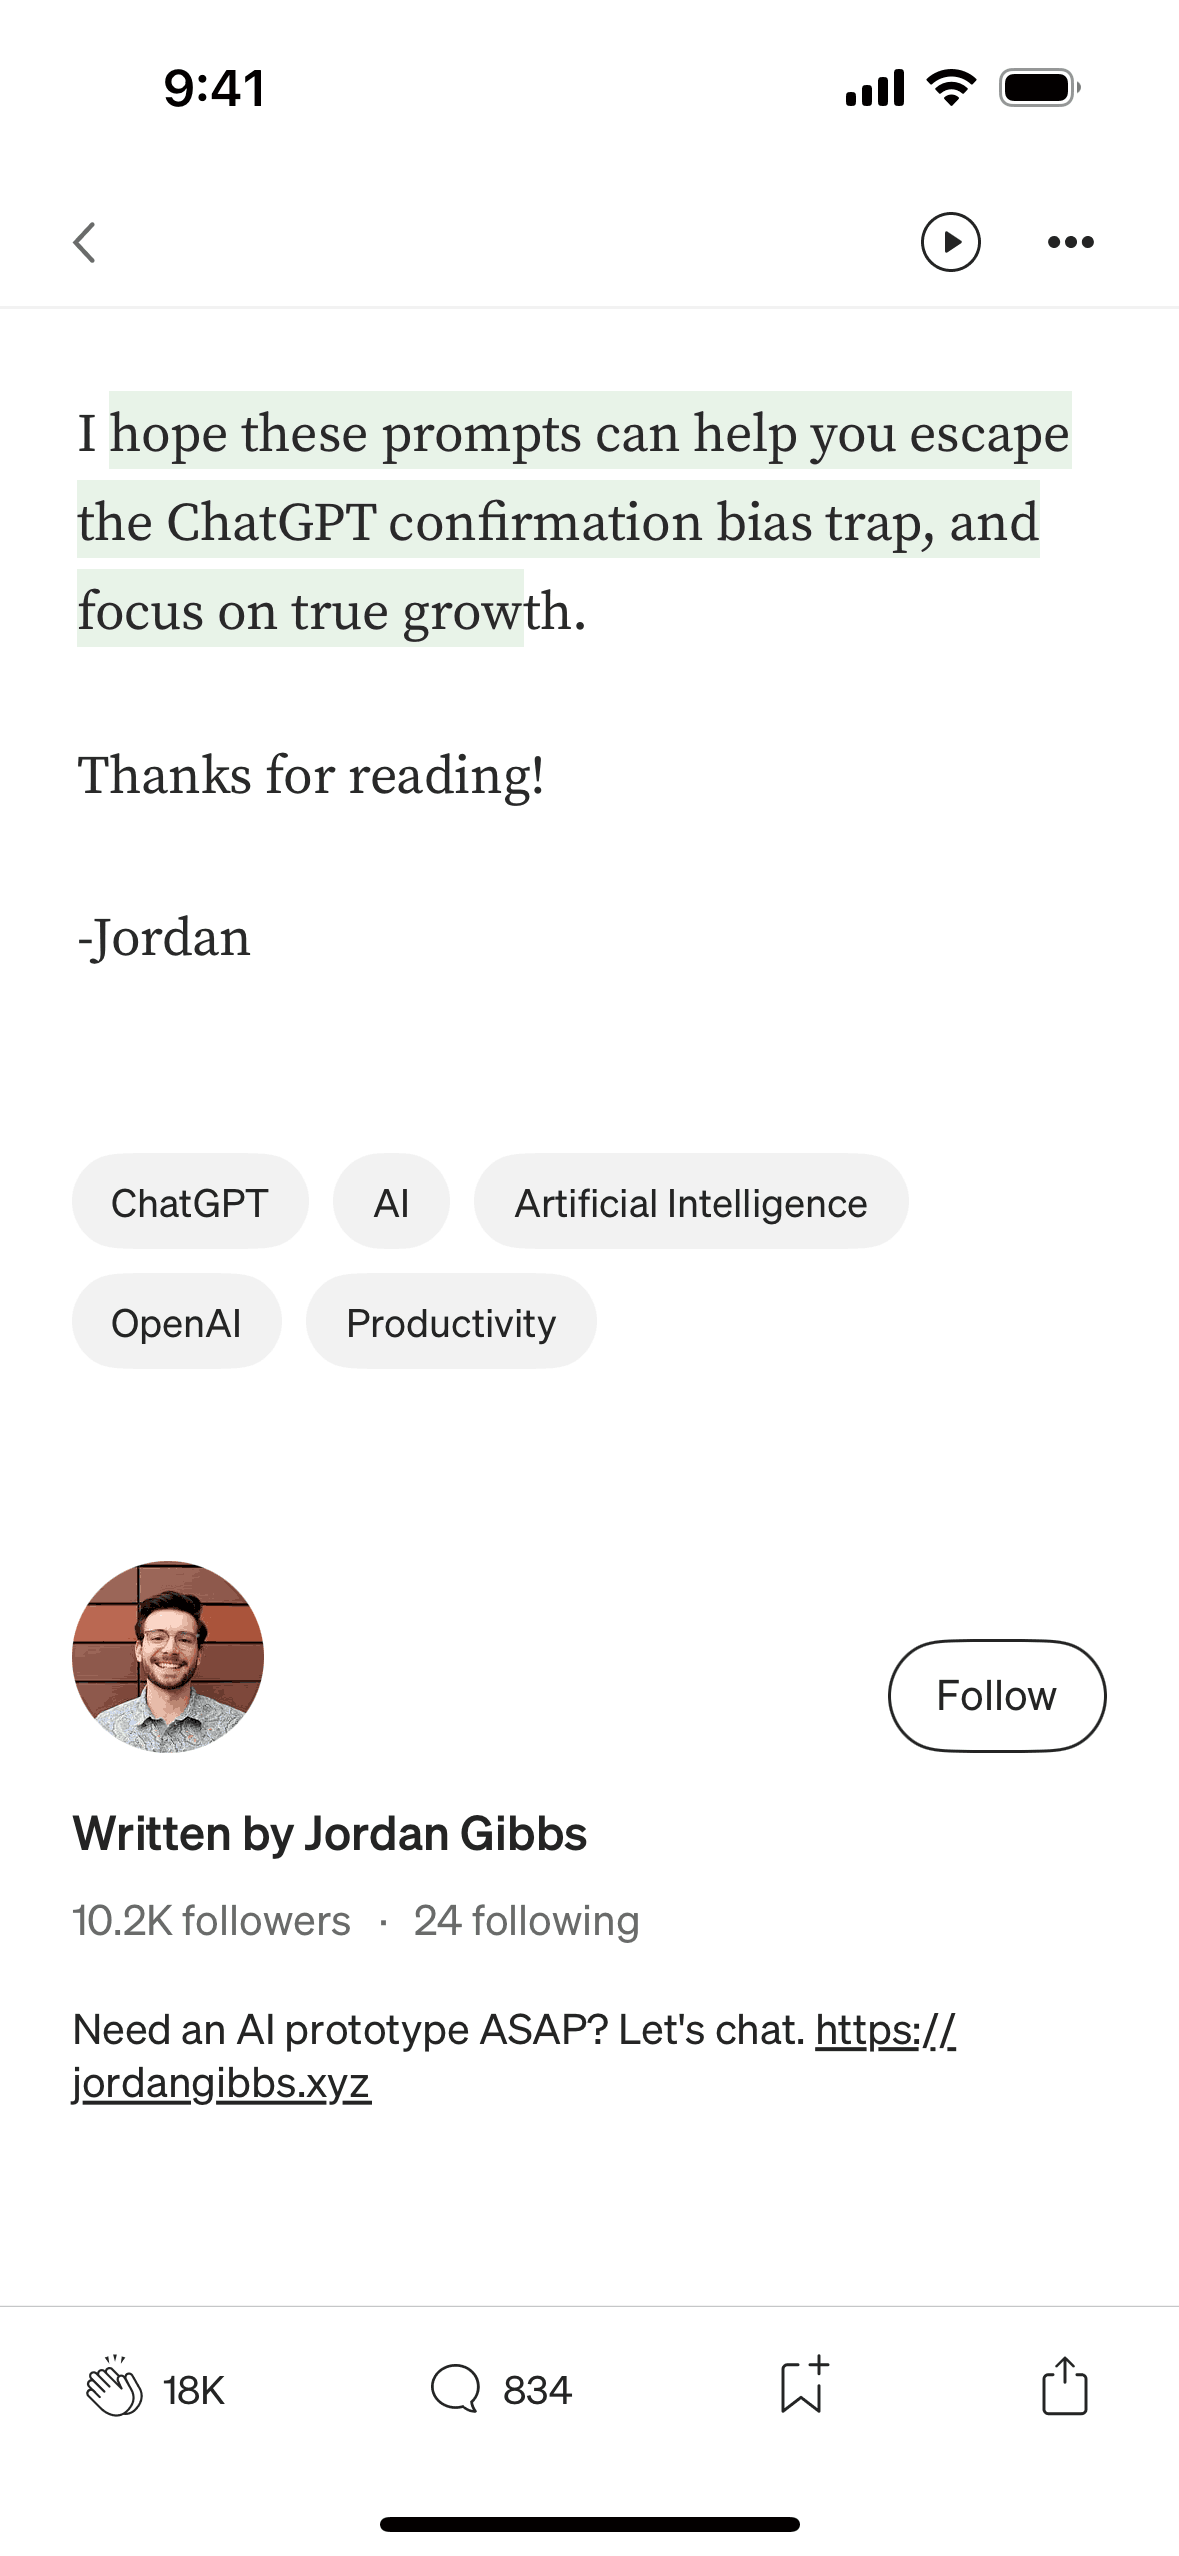 9:41
I hope these prompts can help you escape
the ChatGPT confirmation bias trap, and
focus on true growth.
Thanks for reading!
-Jordan
ChatGPT
AI
Artificial Intelligence
OpenAI
Productivity
Follow
Written by Jordan Gibbs
10.2K followers · 24 following
Need an AI prototype ASAP? Let's chat. https://
jordangibbs.xyz
18K
834